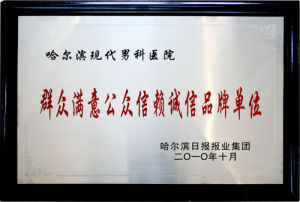 哈尔滨现代男科医院
群众满意公众信赖诚信品牌单位
哈尔滨日报报业集团
二〇一〇年十月